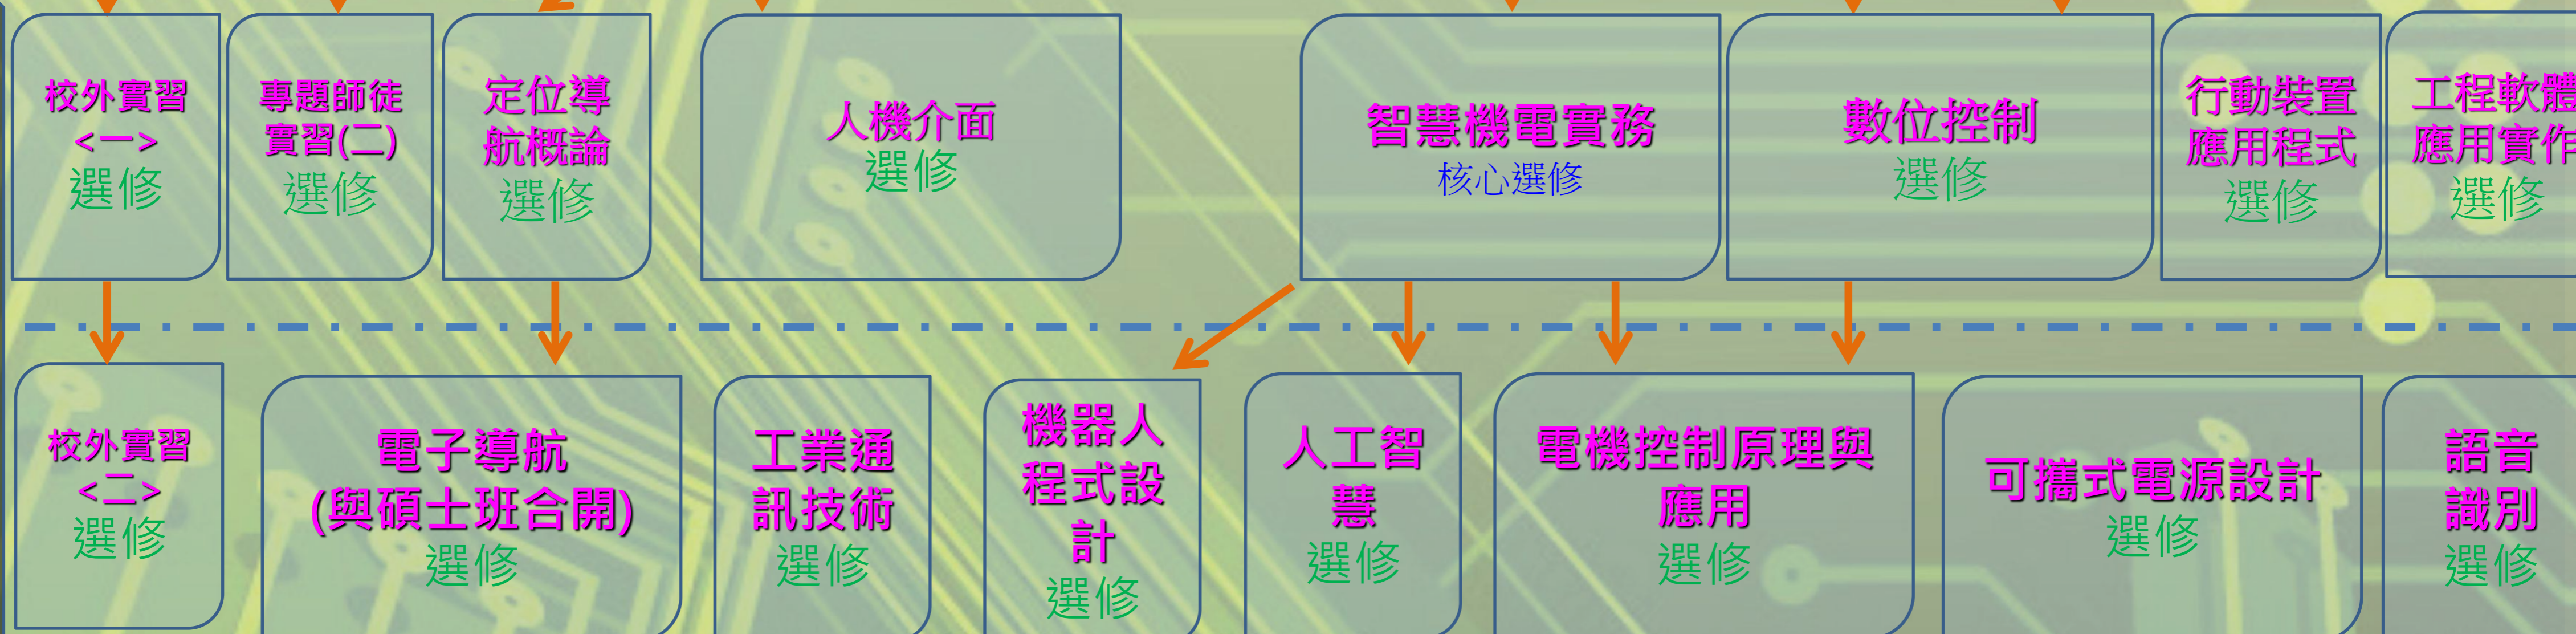 校外實習
<一>
選修
專題師徒
實習(二)
選修
定位導
航概論
選修
人機介面
選修
智慧機電實務
核心選修
數位控制
選修
行動裝置
應用程式
選修
工程軟體
應用實作
選修
校外實習
<二>
選修
電子導航
(與碩士班合開)
選修
工業通
訊技術
選修
機器人
程式設
計
選修
人工智
慧
選修
電機控制原理與
應用
選修
可攜式電源設計
選修
語音
識別
選修